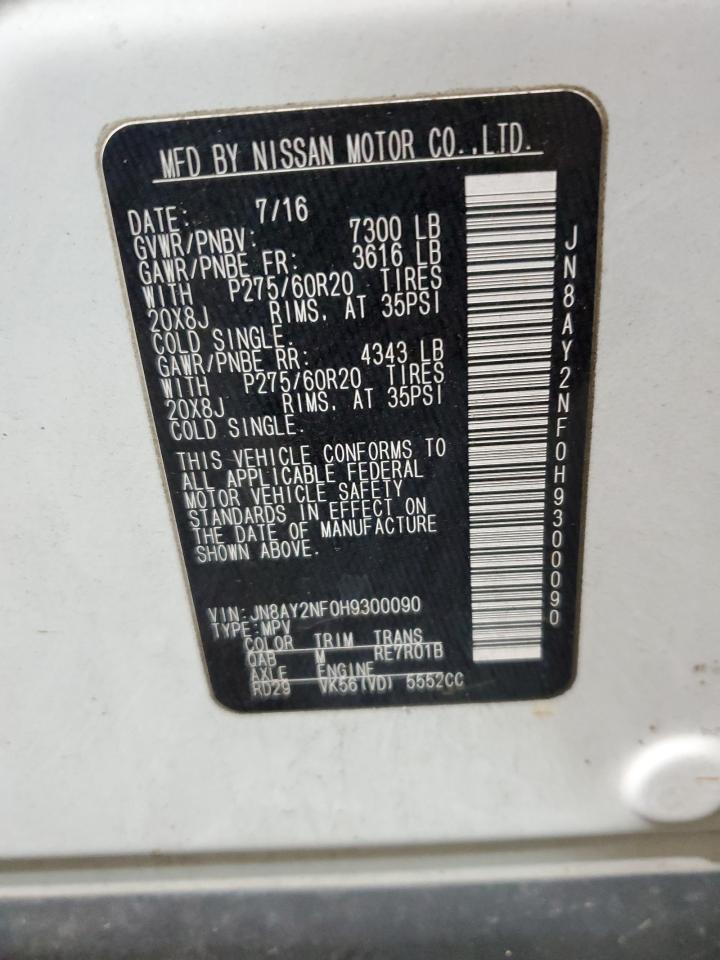 MFD BY NISSAN MOTOR CO.,LTD.
DATE: 7/16
GVWR/PNBV: 7300 LB
GAWR/PNBE FR: 3616 LB
WITH P275/60R20 TIRES
20X8J RIMS, AT 35PSI
COLD SINGLE.
GAWR/PNBE RR: 4343 LB
WITH P275/60R20 TIRES
20X8J RIMS, AT 35PSI
COLD SINGLE.
THIS VEHICLE CONFORMS TO
ALL APPLICABLE FEDERAL
MOTOR VEHICLE SAFETY
STANDARDS IN EFFECT ON
THE DATE OF MANUFACTURE
SHOWN ABOVE.
VIN: JN8AY2NF0H9300090
TYPE: MPV
COLOR TRIM TRANS
QAB M RE7R01B
AXLE ENGINE
RD29 VK56(VD) 5552CC
JN8AY2NF0H9300090